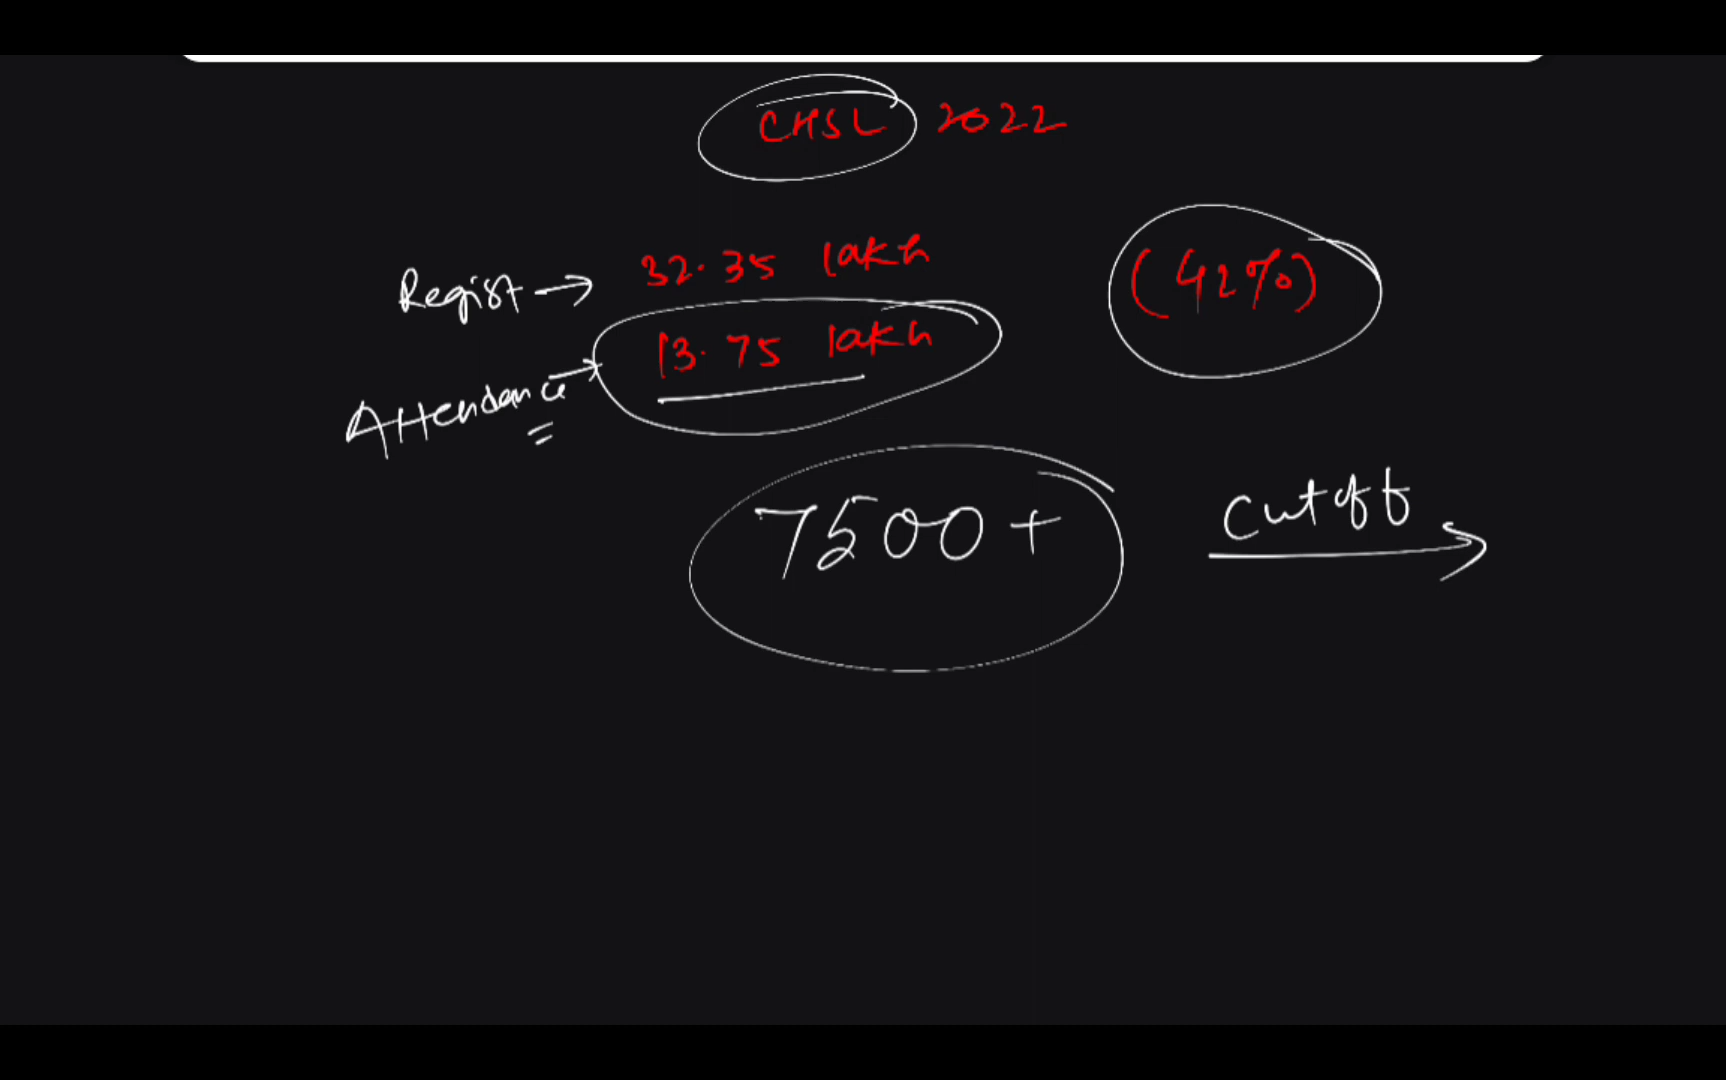 CHSL 2022
Regist → 32.35 lakh (42%)
Attendance → 13.75 lakh
7500+ Cutoff →